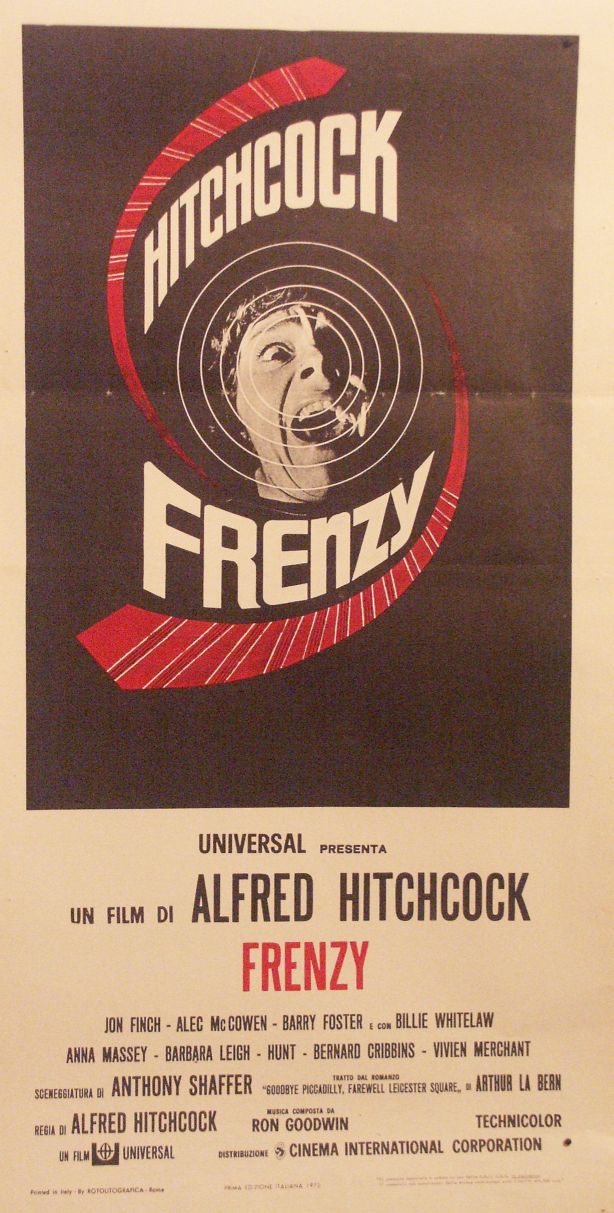 HITCHCOCK
FRENZY
UNIVERSAL PRESENTA
UN FILM DI ALFRED HITCHCOCK
FRENZY
JON FINCH - ALEC McCOWEN - BARRY FOSTER E CON BILLIE WHITELAW
ANNA MASSEY - BARBARA LEIGH - HUNT - BERNARD CRIBBINS - VIVIEN MERCHANT
SCENEGGIATURA DI ANTHONY SHAFFER TRATTO DAL ROMANZO "GOODBYE PICCADILLY, FAREWELL LEICESTER SQUARE„ DI ARTHUR LA BERN
REGIA DI ALFRED HITCHCOCK MUSICA COMPOSTA DA RON GOODWIN TECHNICOLOR
UN FILM UNIVERSAL DISTRIBUZIONE CINEMA INTERNATIONAL CORPORATION
Printed in Italy - By ROTOLITOGRAFICA - Rome PRIMA EDIZIONE ITALIANA